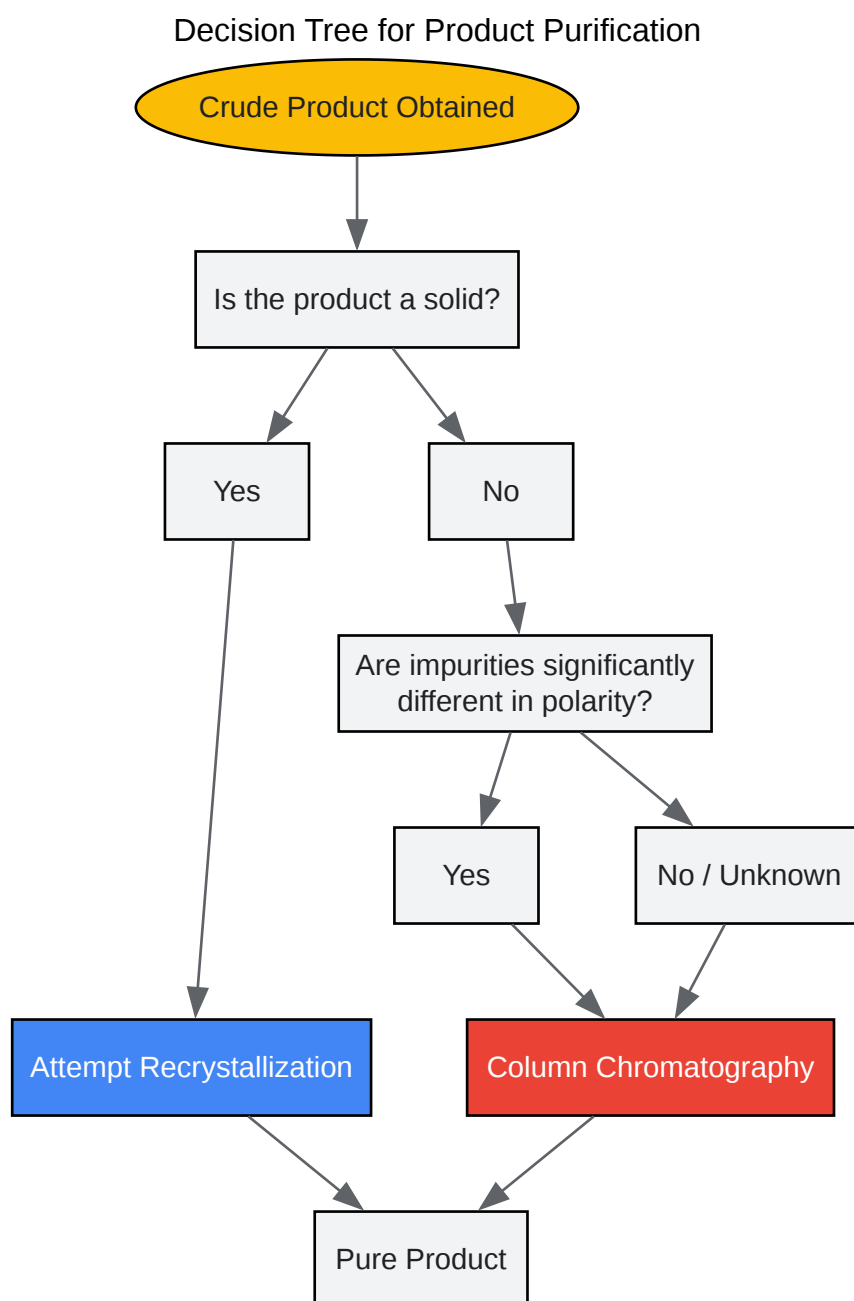 Decision Tree for Product Purification
Crude Product Obtained
Is the product a solid?
Yes
No
Are impurities significantly
different in polarity?
Yes
No / Unknown
Attempt Recrystallization
Column Chromatography
Pure Product